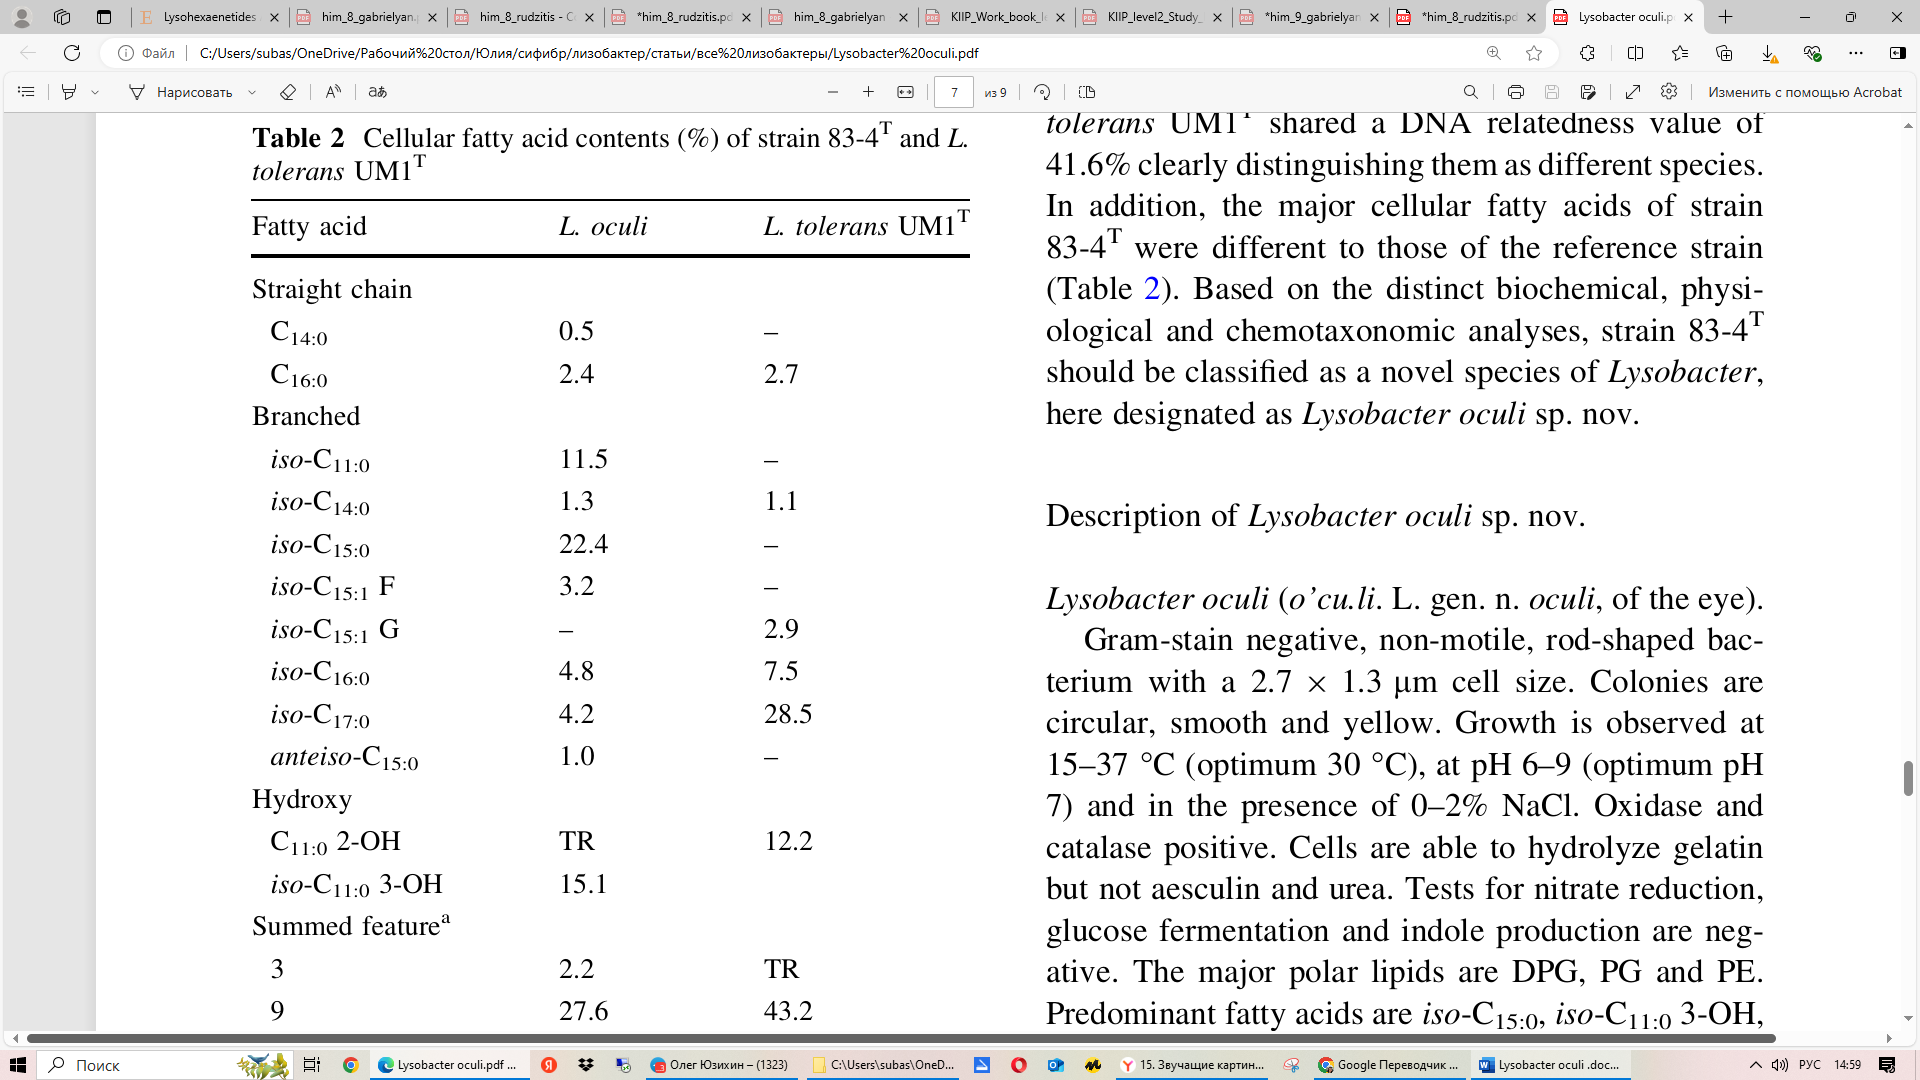 Lysohexaenetides
him_8_gabrielyan.p
him_8_rudzitis - С
*him_8_rudzitis.pd
him_8_gabrielyan
KIIP_Work_book_le
KIIP_level2_Study_
*him_9_gabrielyan
*him_8_rudzitis.pd
Lysobacter oculi.p
Файл C:/Users/subas/OneDrive/Рабочий%20стол/Юлия/сифибр/лизобактер/статьи/все%20лизобактеры/Lysobacter%20oculi.pdf
Нарисовать 7 из 9 Изменить с помощью Acrobat
Table 2 Cellular fatty acid contents (%) of strain 83-4T and L.
tolerans UM1T
Fatty acid L. oculi L. tolerans UM1T
Straight chain
C14:0 0.5 –
C16:0 2.4 2.7
Branched
iso-C11:0 11.5 –
iso-C14:0 1.3 1.1
iso-C15:0 22.4 –
iso-C15:1 F 3.2 –
iso-C15:1 G – 2.9
iso-C16:0 4.8 7.5
iso-C17:0 4.2 28.5
anteiso-C15:0 1.0 –
Hydroxy
C11:0 2-OH TR 12.2
iso-C11:0 3-OH 15.1
Summed featurea
3 2.2 TR
9 27.6 43.2
tolerans UM1T shared a DNA relatedness value of
41.6% clearly distinguishing them as different species.
In addition, the major cellular fatty acids of strain
83-4T were different to those of the reference strain
(Table 2). Based on the distinct biochemical, physi-
ological and chemotaxonomic analyses, strain 83-4T
should be classified as a novel species of Lysobacter,
here designated as Lysobacter oculi sp. nov.
Description of Lysobacter oculi sp. nov.
Lysobacter oculi (o’cu.li. L. gen. n. oculi, of the eye).
Gram-stain negative, non-motile, rod-shaped bac-
terium with a 2.7 × 1.3 μm cell size. Colonies are
circular, smooth and yellow. Growth is observed at
15–37 °C (optimum 30 °C), at pH 6–9 (optimum pH
7) and in the presence of 0–2% NaCl. Oxidase and
catalase positive. Cells are able to hydrolyze gelatin
but not aesculin and urea. Tests for nitrate reduction,
glucose fermentation and indole production are neg-
ative. The major polar lipids are DPG, PG and PE.
Predominant fatty acids are iso-C15:0, iso-C11:0 3-OH,
Поиск
Lysobacter oculi.pdf ...
Олег Юзихин – (1323)
C:\Users\subas\OneD...
15. Звучащие картин...
Google Переводчик ...
Lysobacter oculi .doc...
РУС 14:59